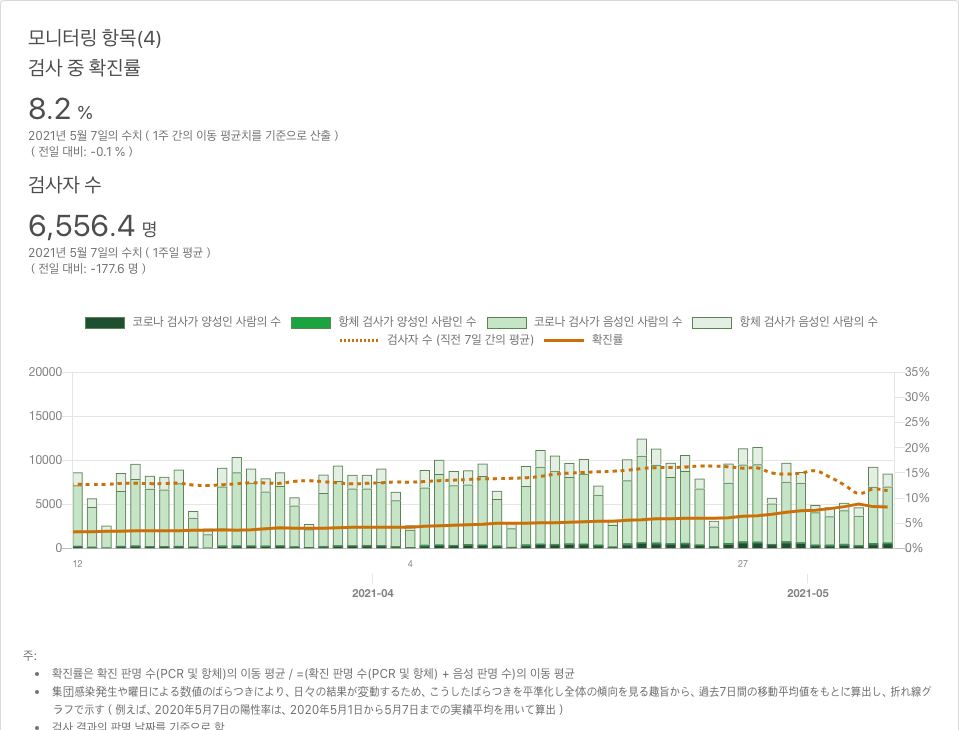 모니터링 항목(4)
검사 중 확진률
8.2 %
2021년 5월 7일의 수치 ( 1주 간의 이동 평균치를 기준으로 산출 )
( 전일 대비: -0.1 % )
검사자 수
6,556.4 명
2021년 5월 7일의 수치 ( 1주일 평균 )
( 전일 대비: -177.6 명 )
코로나 검사가 양성인 사람의 수 항체 검사가 양성인 사람인 수 코로나 검사가 음성인 사람의 수 항체 검사가 음성인 사람의 수
검사자 수 (직전 7일 간의 평균) 확진률
20000 35%
30%
15000 25%
20%
10000 15%
10%
5000 5%
0 0%
12 4 27
2021-04 2021-05
주:
• 확진률은 확진 판명 수(PCR 및 항체)의 이동 평균 / =(확진 판명 수(PCR 및 항체) + 음성 판명 수)의 이동 평균
• 集団感染発生や曜日による数値のばらつきにより、日々の結果が変動するため、こうしたばらつきを平準化し全体の傾向を見る趣旨から、過去7日間の移動平均値をもとに算出し、折れ線グ
ラフで示す ( 例えば、2020年5月7日の陽性率は、2020年5月1日から5月7日までの実績平均を用いて算出 )
• 검사 결과의 판명 날짜를 기준으로 함